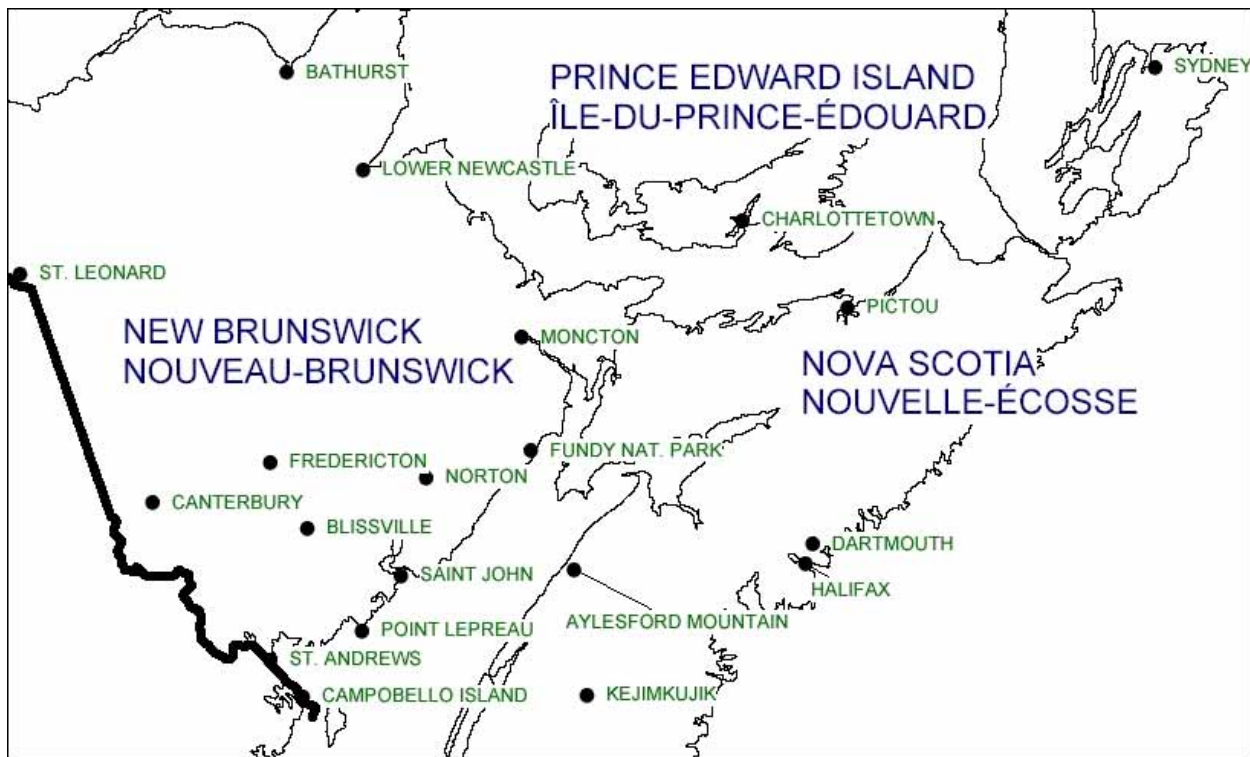 BATHURST
PRINCE EDWARD ISLAND
ÎLE-DU-PRINCE-ÉDOUARD
SYDNEY
LOWER NEWCASTLE
CHARLOTTETOWN
ST. LEONARD
PICTOU
NEW BRUNSWICK
NOUVEAU-BRUNSWICK
MONCTON
NOVA SCOTIA
NOUVELLE-ÉCOSSE
FUNDY NAT. PARK
FREDERICTON
NORTON
CANTERBURY
BLISSVILLE
DARTMOUTH
SAINT JOHN
HALIFAX
AYLESFORD MOUNTAIN
POINT LEPREAU
ST. ANDREWS
CAMPOBELLO ISLAND
KEJIMKUJIK